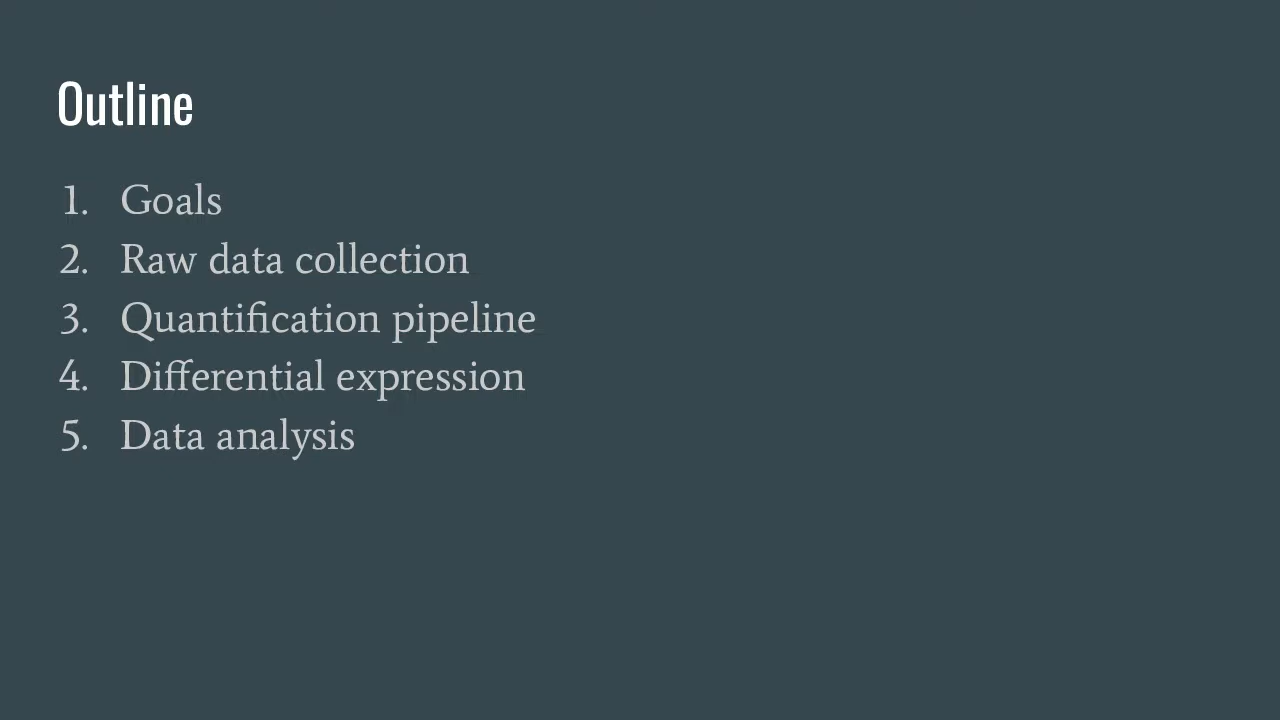 Outline
1. Goals
2. Raw data collection
3. Quantification pipeline
4. Differential expression
5. Data analysis